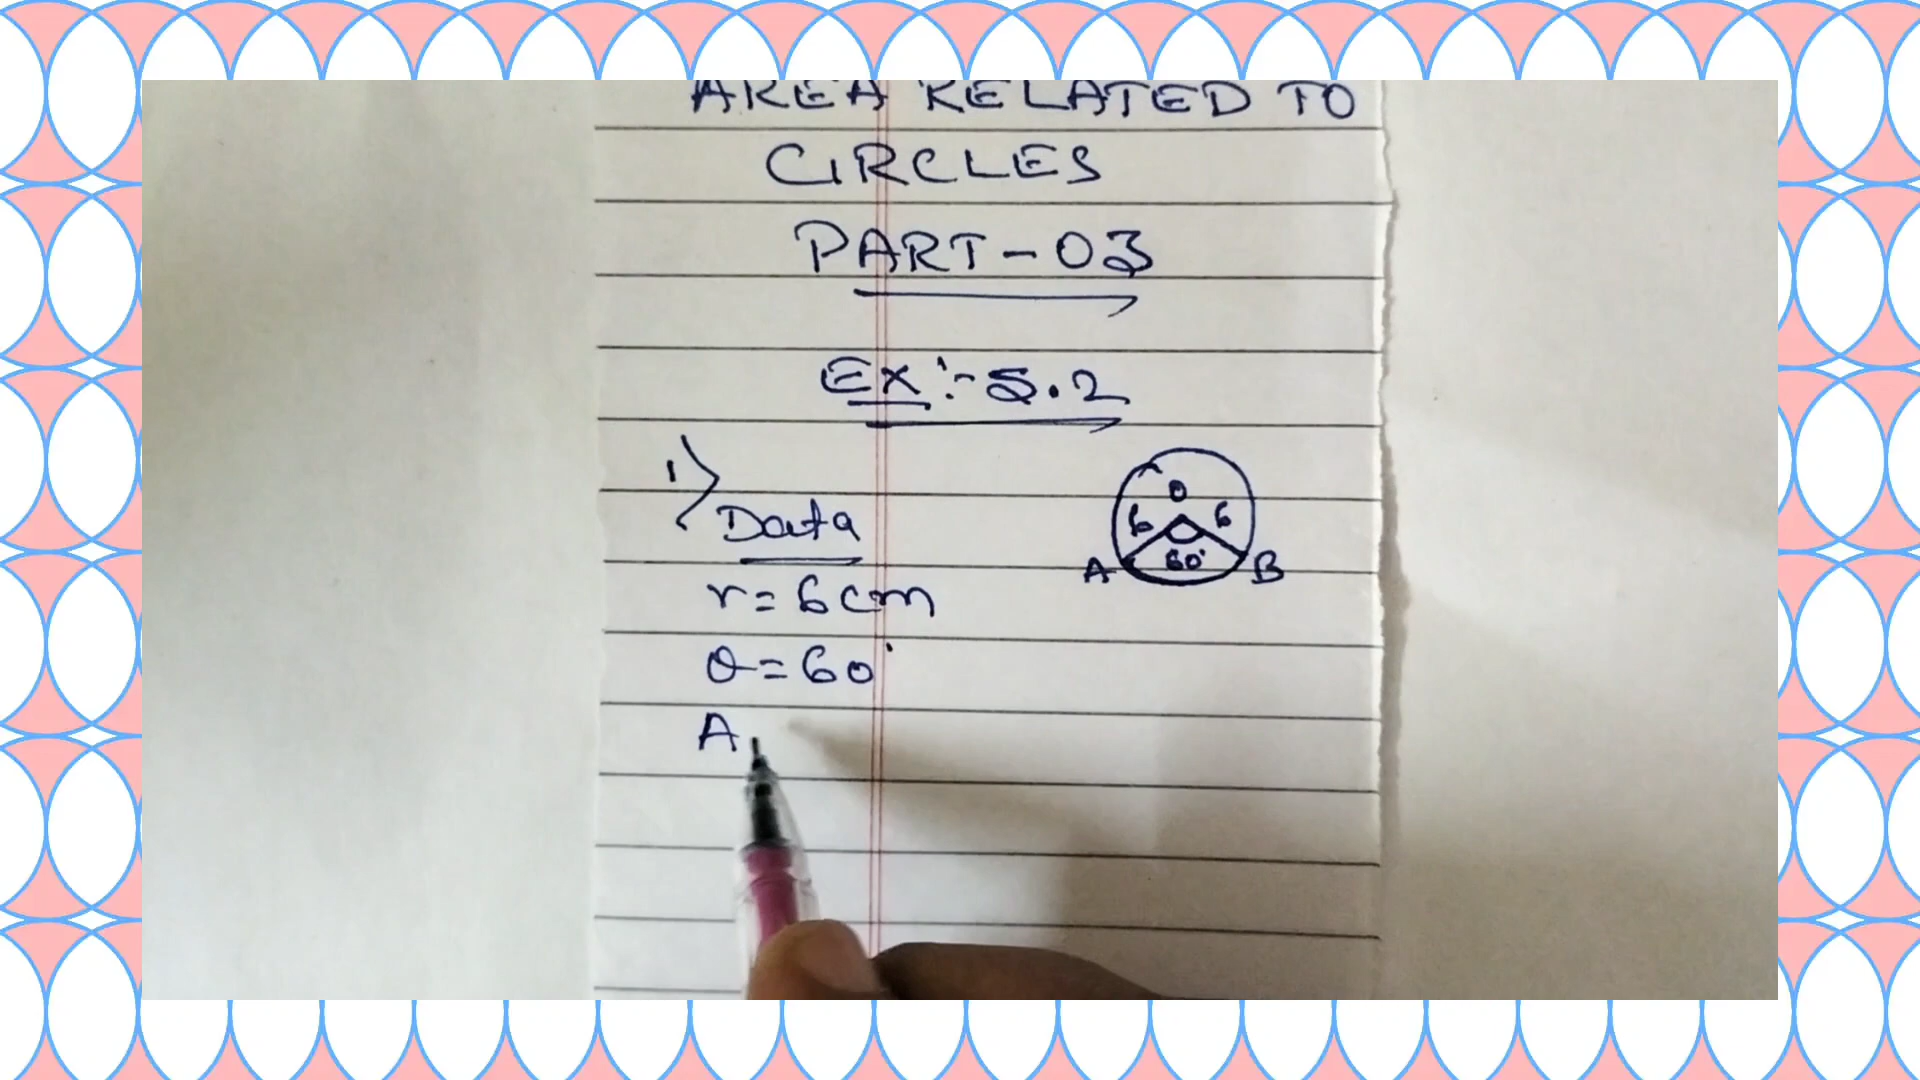 AREA RELATED TO
CIRCLES
PART-03
Ex:- 5.2
1)
Data
r=6cm
θ=60°
A
O
6 6
A 60° B